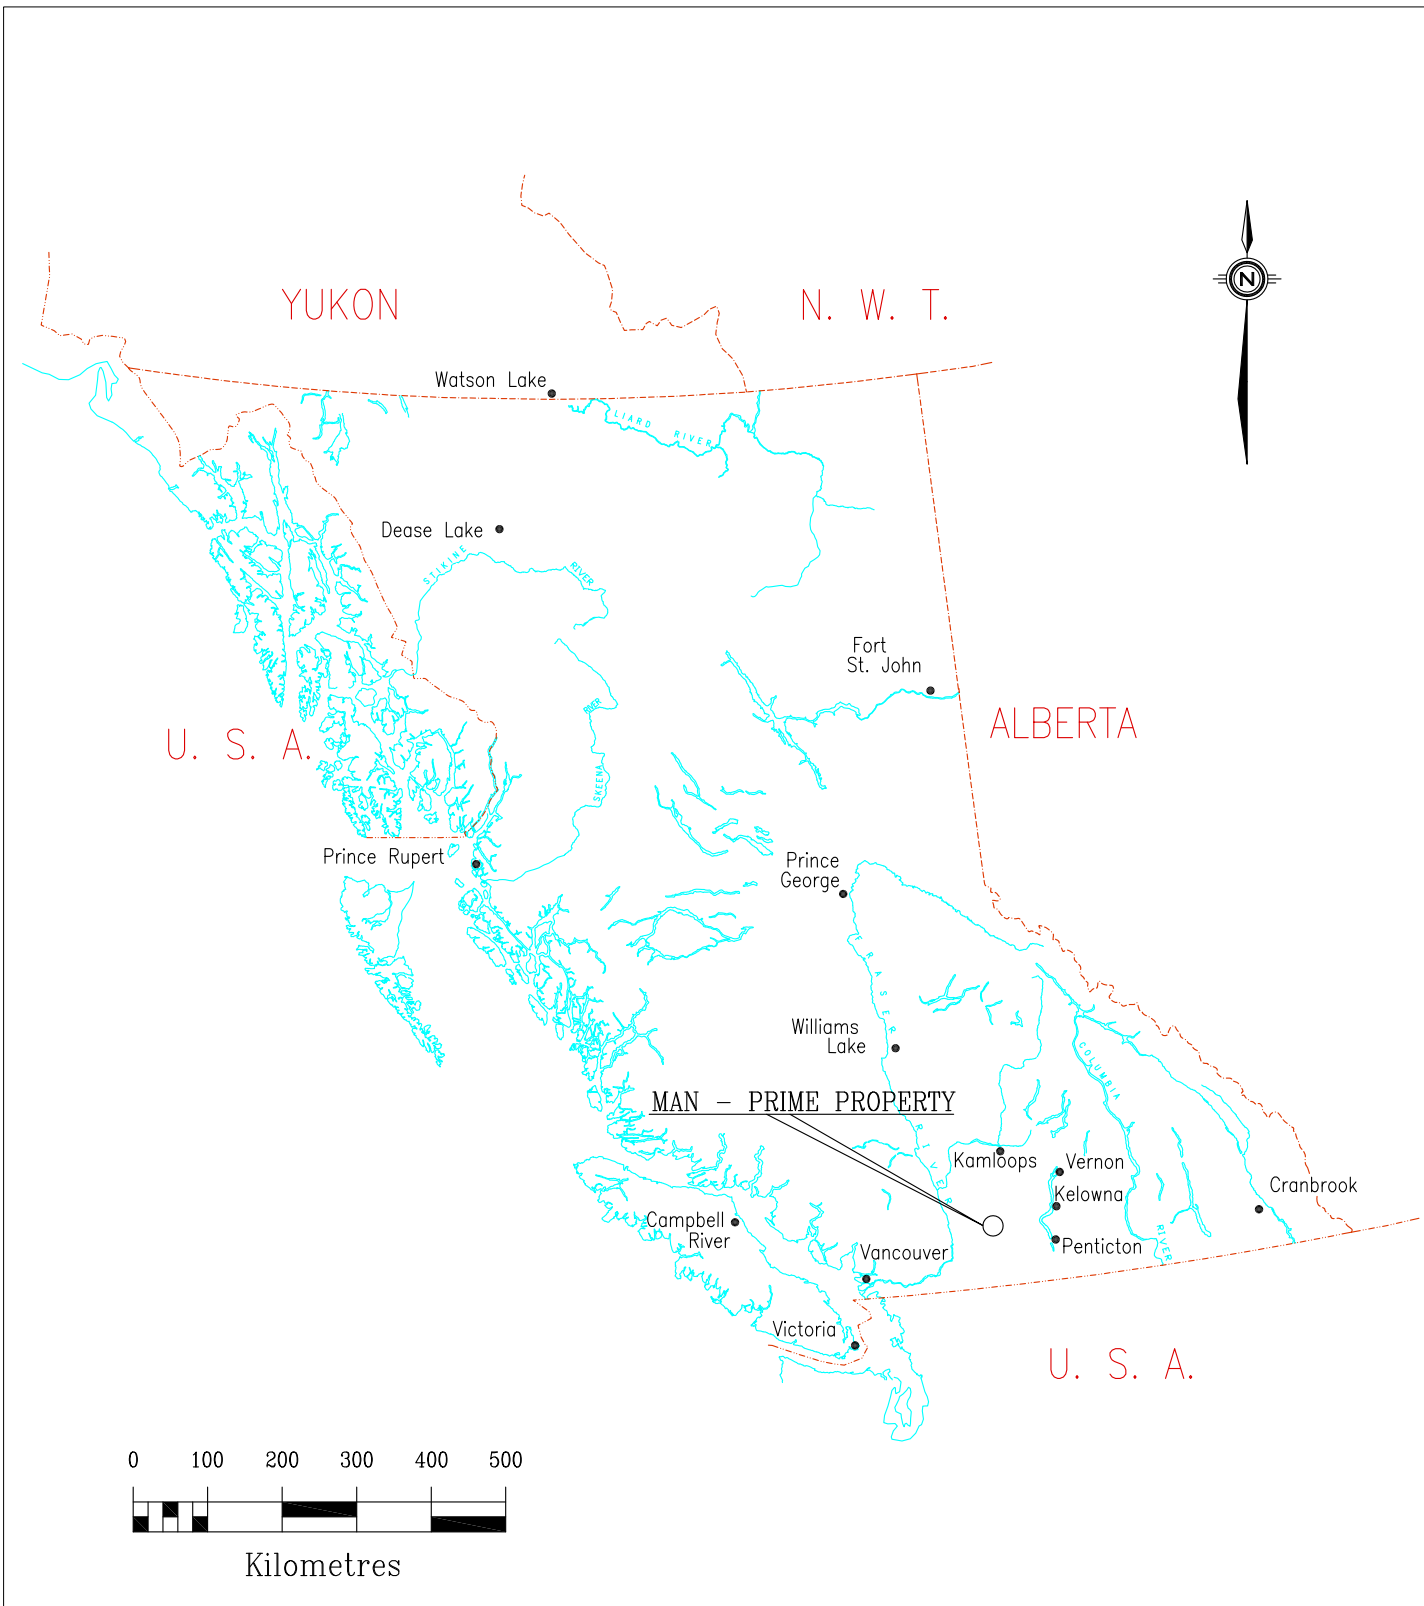 N
YUKON
N. W. T.
Watson Lake
LIARD RIVER
Dease Lake
STIKINE
RIVER
Fort
St. John
RIVER
SKEENA
ALBERTA
U. S. A.
Prince Rupert
Prince
George
FRASER
RIVER
Williams
Lake
COLUMBIA
RIVER
MAN – PRIME PROPERTY
Kamloops
Vernon
Kelowna
Cranbrook
Campbell
River
Penticton
Vancouver
Victoria
U. S. A.
0 100 200 300 400 500
Kilometres